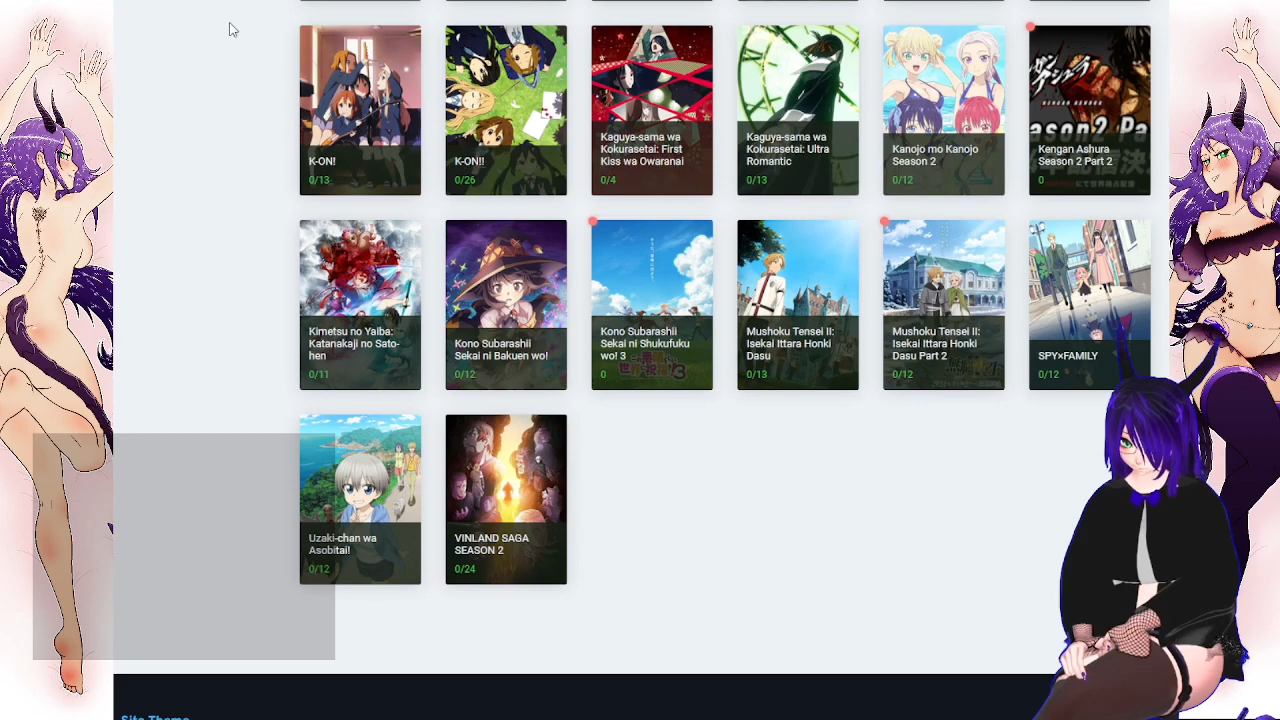 K-ON!
0/13
K-ON!!
0/26
Kaguya-sama wa
Kokurasetai: First
Kiss wa Owaranai
0/4
Kaguya-sama wa
Kokurasetai: Ultra
Romantic
0/13
Kanojo mo Kanojo
Season 2
0/12
KENGAN ASHURA
Kengan Ashura
Season 2 Part 2
0
Kimetsu no Yaiba:
Katanakaji no Sato-
hen
0/11
Kono Subarashii
Sekai ni Bakuen wo!
0/12
Kono Subarashii
Sekai ni Shukufuku
wo! 3
0
Mushoku Tensei II:
Isekai Ittara Honki
Dasu
0/13
Mushoku Tensei II:
Isekai Ittara Honki
Dasu Part 2
0/12
SPY×FAMILY
0/12
Uzaki-chan wa
Asobitai!
0/12
VINLAND SAGA
SEASON 2
0/24
Site Theme